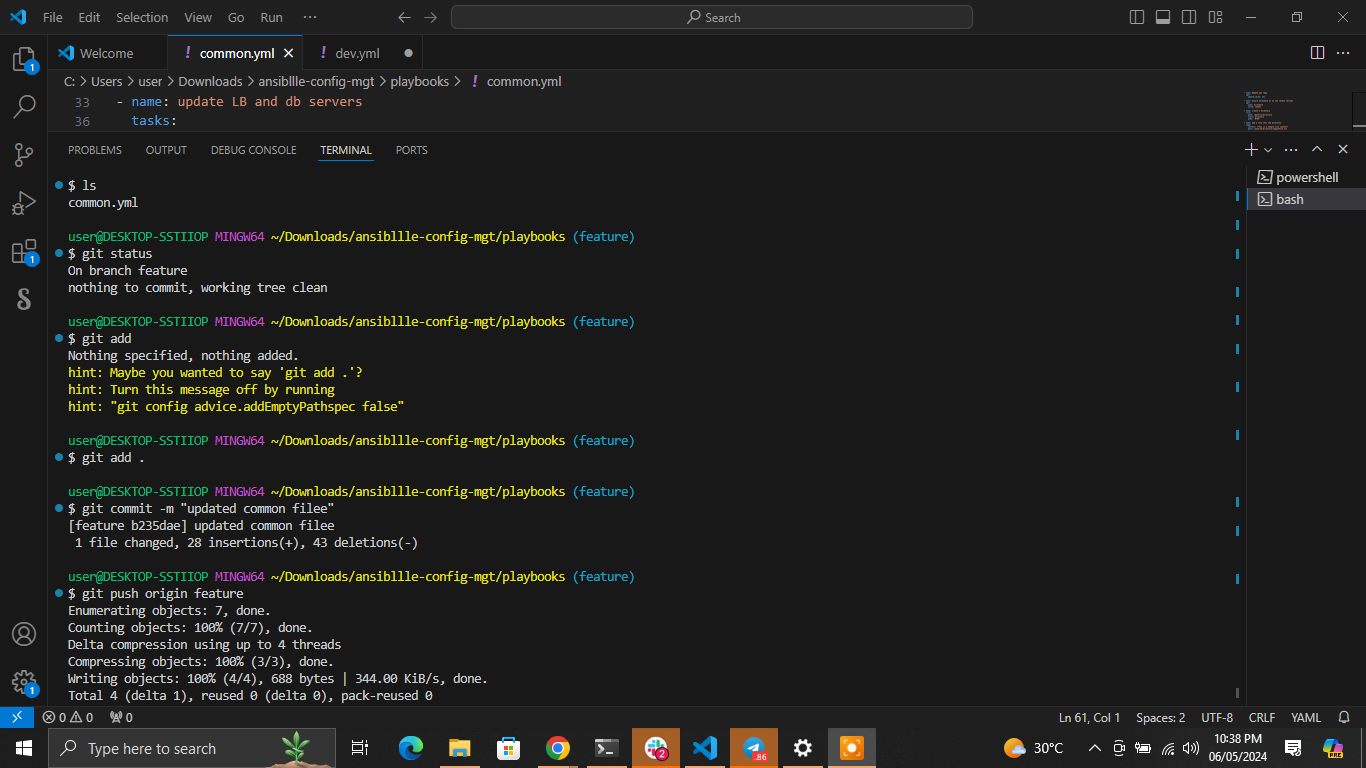 File Edit Selection View Go Run ··· Search
Welcome ! common.yml ! dev.yml
C: > Users > user > Downloads > ansibllle-config-mgt > playbooks > ! common.yml
33 - name: update LB and db servers
36 tasks:
PROBLEMS OUTPUT DEBUG CONSOLE TERMINAL PORTS
powershell
bash
$ ls
common.yml
user@DESKTOP-SSTIIOP MINGW64 ~/Downloads/ansibllle-config-mgt/playbooks (feature)
$ git status
On branch feature
nothing to commit, working tree clean
user@DESKTOP-SSTIIOP MINGW64 ~/Downloads/ansibllle-config-mgt/playbooks (feature)
$ git add
Nothing specified, nothing added.
hint: Maybe you wanted to say 'git add .'?
hint: Turn this message off by running
hint: "git config advice.addEmptyPathspec false"
user@DESKTOP-SSTIIOP MINGW64 ~/Downloads/ansibllle-config-mgt/playbooks (feature)
$ git add .
user@DESKTOP-SSTIIOP MINGW64 ~/Downloads/ansibllle-config-mgt/playbooks (feature)
$ git commit -m "updated common filee"
[feature b235dae] updated common filee
1 file changed, 28 insertions(+), 43 deletions(-)
user@DESKTOP-SSTIIOP MINGW64 ~/Downloads/ansibllle-config-mgt/playbooks (feature)
$ git push origin feature
Enumerating objects: 7, done.
Counting objects: 100% (7/7), done.
Delta compression using up to 4 threads
Compressing objects: 100% (3/3), done.
Writing objects: 100% (4/4), 688 bytes | 344.00 KiB/s, done.
Total 4 (delta 1), reused 0 (delta 0), pack-reused 0
1
1
1
0 0 0 Ln 61, Col 1 Spaces: 2 UTF-8 CRLF YAML
Type here to search 2 .86 30°C 10:38 PM PRE
06/05/2024